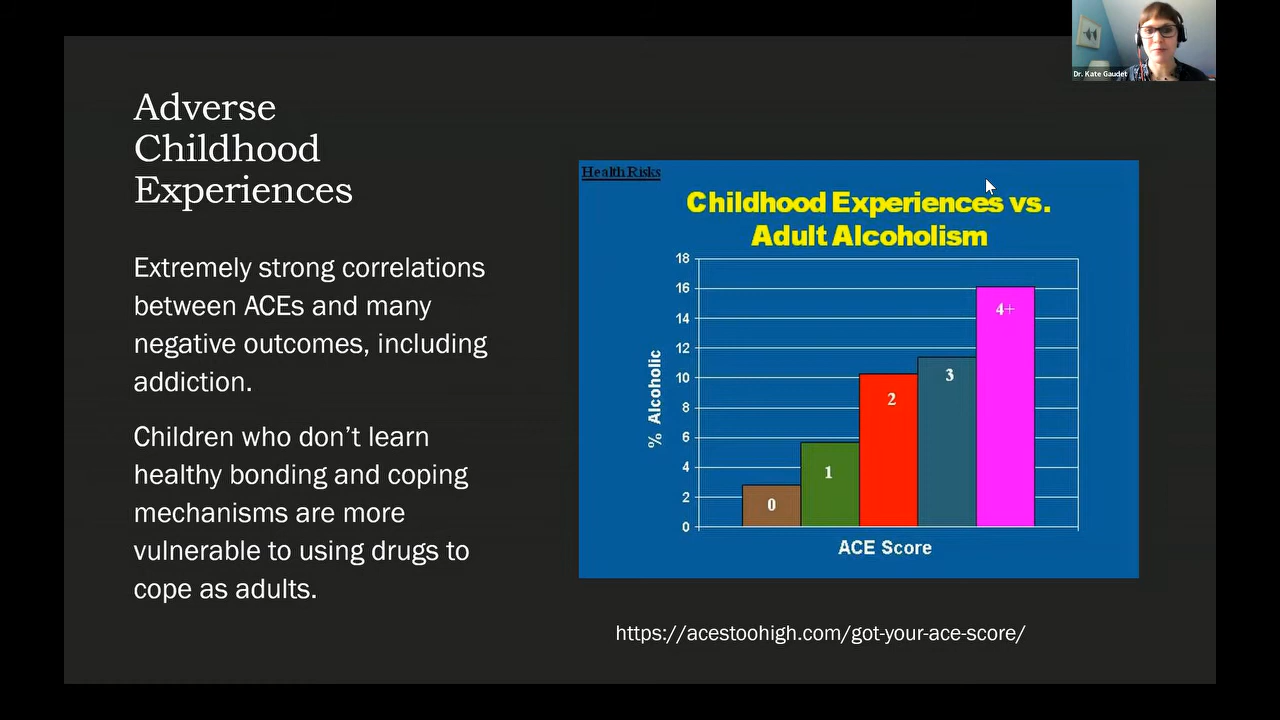 Dr. Kate Gaudet
Adverse
Childhood
Experiences
Extremely strong correlations
between ACEs and many
negative outcomes, including
addiction.
Children who don’t learn
healthy bonding and coping
mechanisms are more
vulnerable to using drugs to
cope as adults.
Health Risks
Childhood Experiences vs.
Adult Alcoholism
18
16
14
12
10
8
6
4
2
0
% Alcoholic
0
1
2
3
4+
ACE Score
https://acestoohigh.com/got-your-ace-score/